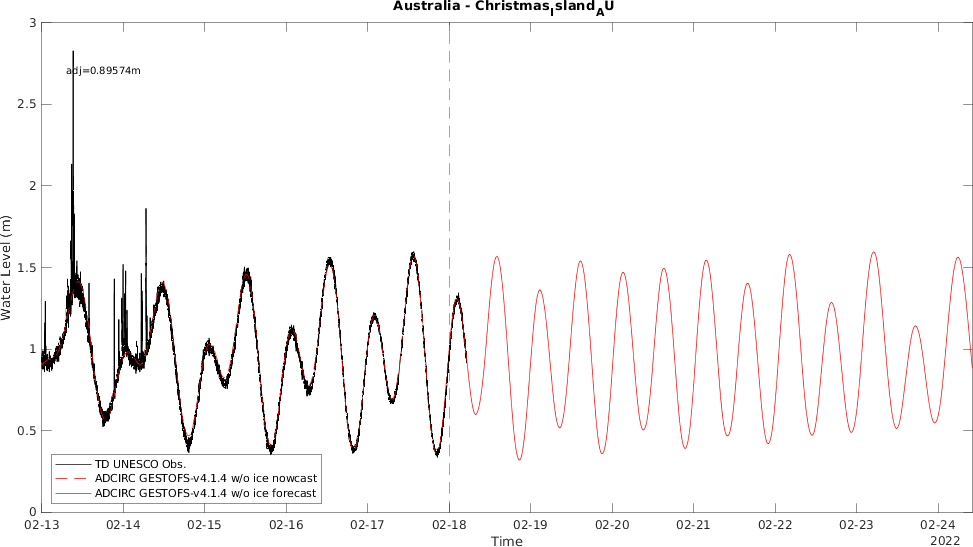 Australia - ChristmasIslandAU
3
2.5
2
1.5
1
0.5
0
Water Level (m)
adj=0.89574m
TD UNESCO Obs.
ADCIRC GESTOFS-v4.1.4 w/o ice nowcast
ADCIRC GESTOFS-v4.1.4 w/o ice forecast
02-13 02-14 02-15 02-16 02-17 02-18 02-19 02-20 02-21 02-22 02-23 02-24
Time
2022